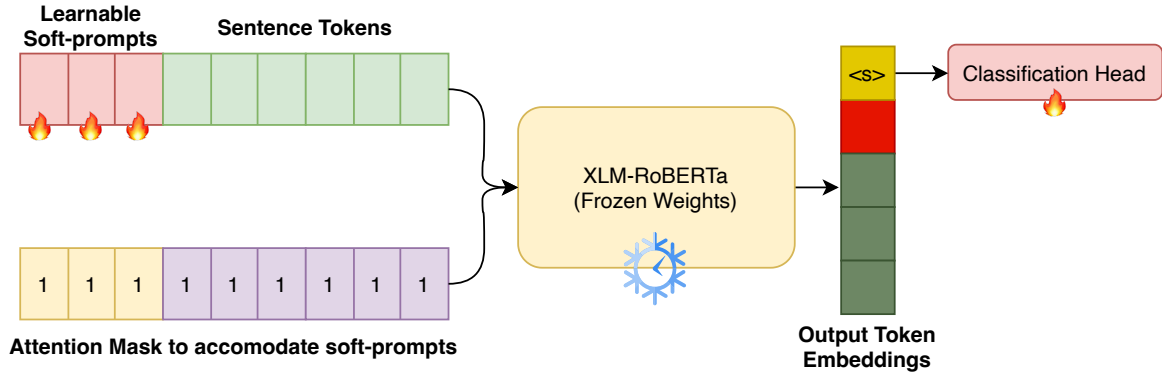 Learnable
Soft-prompts
Sentence Tokens
<s>
Classification Head
XLM-RoBERTa
(Frozen Weights)
1 1 1 1 1 1 1 1 1
Attention Mask to accomodate soft-prompts
Output Token
Embeddings